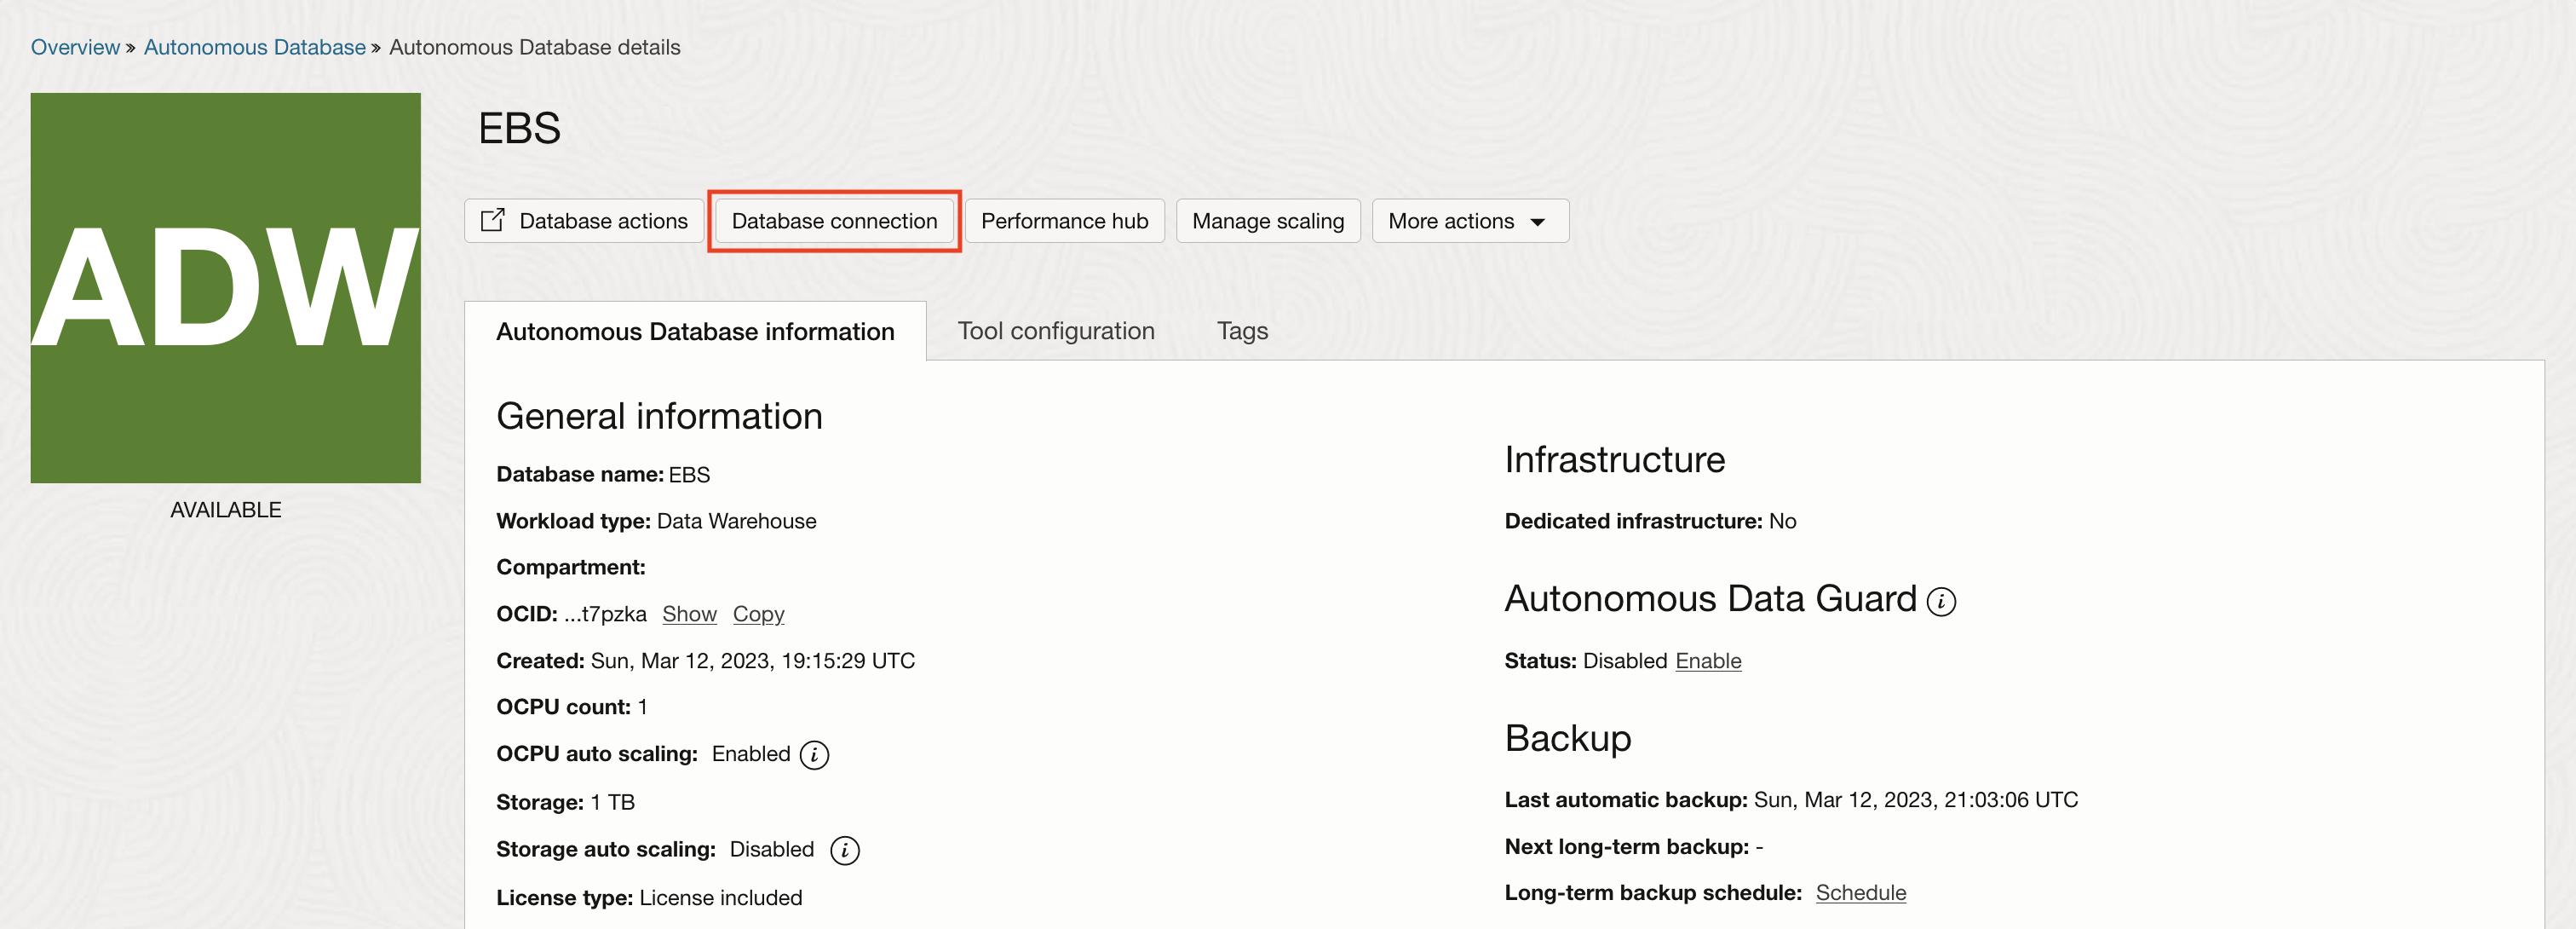 Overview » Autonomous Database » Autonomous Database details
ADW
AVAILABLE
EBS
Database actions
Database connection
Performance hub
Manage scaling
More actions
Autonomous Database information
Tool configuration
Tags
General information
Database name: EBS
Workload type: Data Warehouse
Compartment:
OCID: ...t7pzka Show Copy
Created: Sun, Mar 12, 2023, 19:15:29 UTC
OCPU count: 1
OCPU auto scaling: Enabled i
Storage: 1 TB
Storage auto scaling: Disabled i
License type: License included
Infrastructure
Dedicated infrastructure: No
Autonomous Data Guard i
Status: Disabled Enable
Backup
Last automatic backup: Sun, Mar 12, 2023, 21:03:06 UTC
Next long-term backup: -
Long-term backup schedule: Schedule